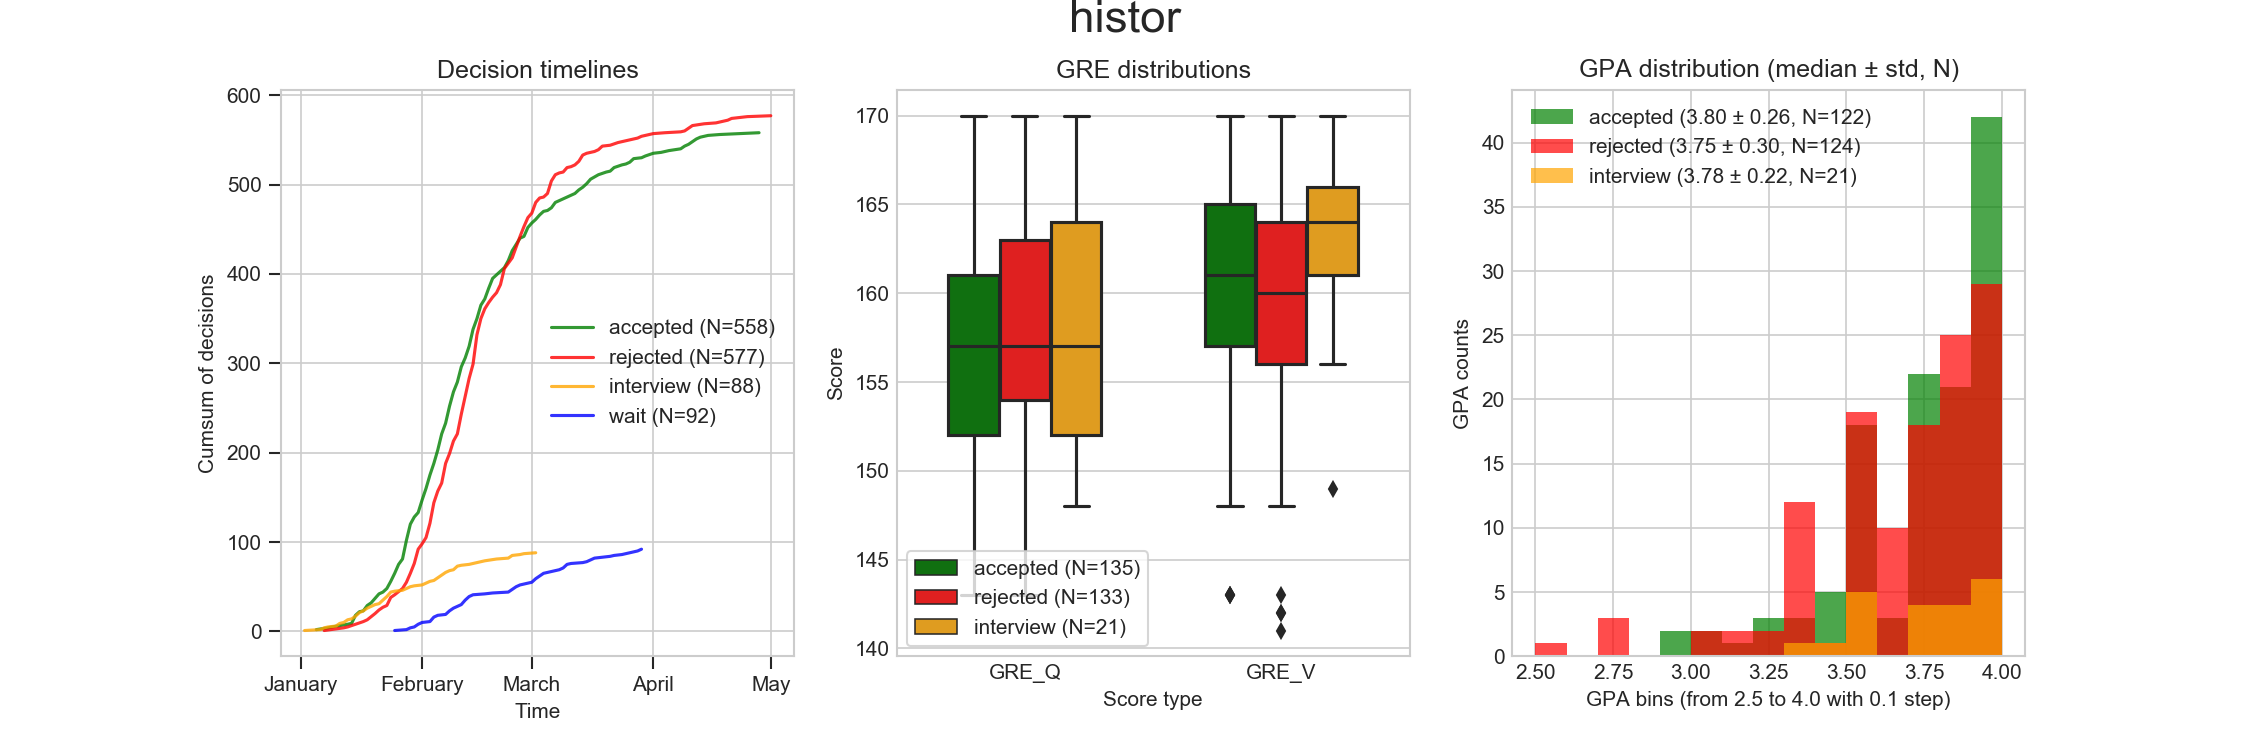 histor
Decision timelines
600
500
400
300
200
100
0
Cumsum of decisions
accepted (N=558)
rejected (N=577)
interview (N=88)
wait (N=92)
January February March April May
Time
GRE distributions
170
165
160
155
150
145
140
Score
accepted (N=135)
rejected (N=133)
interview (N=21)
GRE_Q GRE_V
Score type
GPA distribution (median ± std, N)
accepted (3.80 ± 0.26, N=122)
rejected (3.75 ± 0.30, N=124)
interview (3.78 ± 0.22, N=21)
40
35
30
25
20
15
10
5
0
GPA counts
2.50 2.75 3.00 3.25 3.50 3.75 4.00
GPA bins (from 2.5 to 4.0 with 0.1 step)